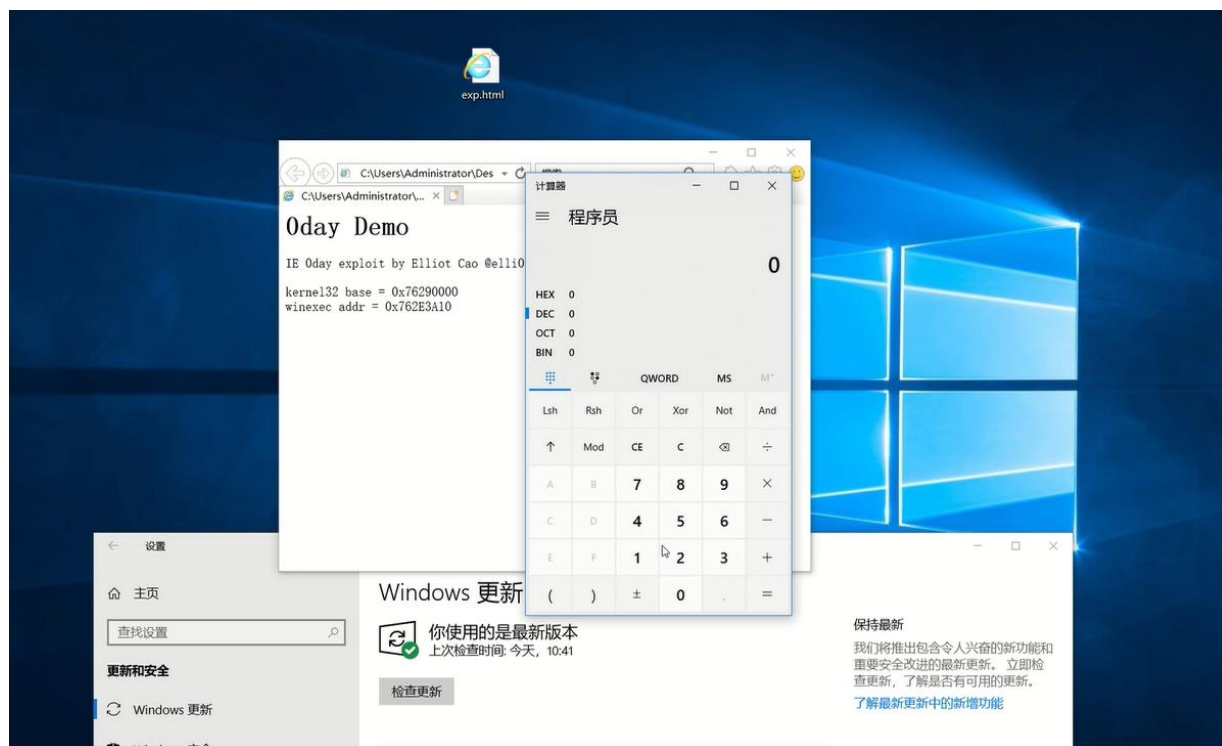 exp.html
C:\Users\Administrator\Des
C:\Users\Administrator\...
0day Demo
IE 0day exploit by Elliot Cao @elli0
kernel32 base = 0x76290000
winexec addr = 0x762E3A10
计算器
程序员
0
HEX 0
DEC 0
OCT 0
BIN 0
QWORD MS M˅
Lsh Rsh Or Xor Not And
↑ Mod CE C ⌫ ÷
A B 7 8 9 ×
C D 4 5 6 −
E F 1 2 3 +
( ) ± 0 . =
设置
主页
查找设置
更新和安全
Windows 更新
Windows 更新
你使用的是最新版本
上次检查时间: 今天，10:41
检查更新
保持最新
我们将推出包含令人兴奋的新功能和
重要安全改进的最新更新。 立即检
查更新，了解是否有可用的更新。
了解最新更新中的新增功能